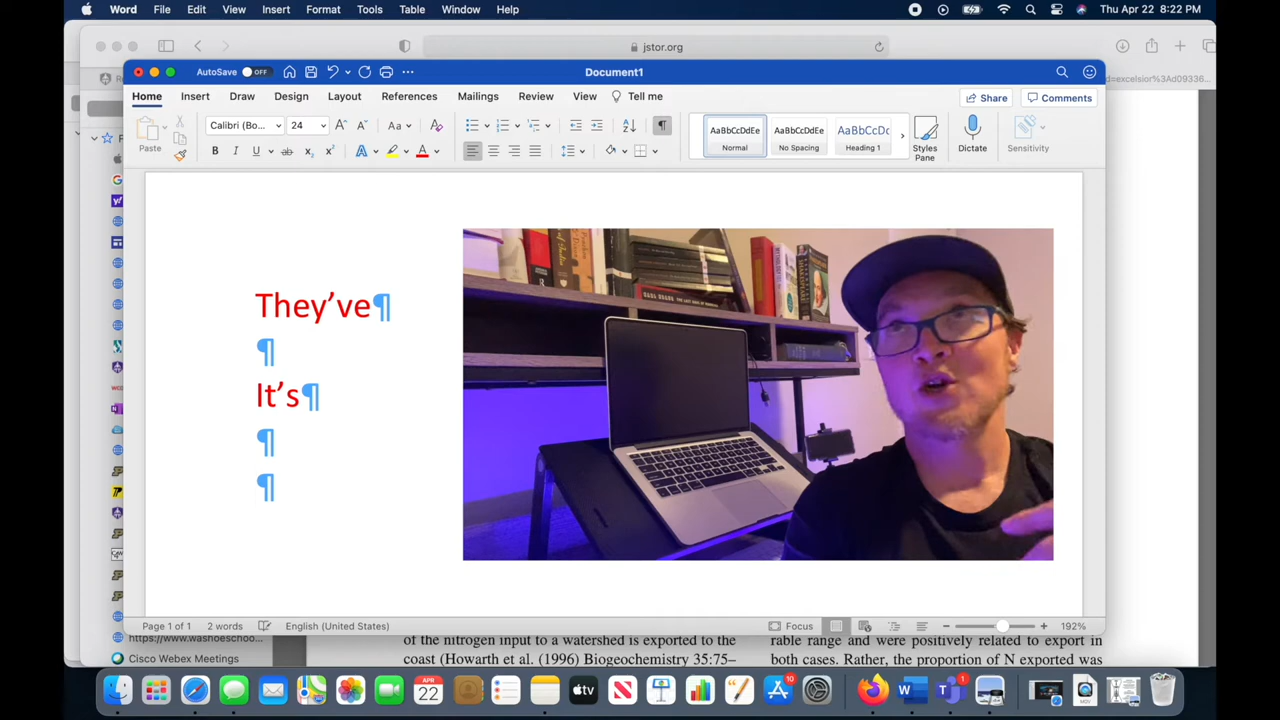 Word File Edit View Insert Format Tools Table Window Help Thu Apr 22 8:22 PM
jstor.org
AutoSave OFF Document1
Home Insert Draw Design Layout References Mailings Review View Tell me Share Comments
Paste Calibri (Bo... 24 Aa AaBbCcDdEe Normal AaBbCcDdEe No Spacing AaBbCcDc Heading 1 Styles Pane Dictate Sensitivity
They’ve¶
¶
It’s¶
¶
¶
Page 1 of 1 2 words English (United States) Focus 192%
of the nitrogen input to a watershed is exported to the
coast (Howarth et al. (1996) Biogeochemistry 35:75–
rable range and were positively related to export in
both cases. Rather, the proportion of N exported was
Cisco Webex Meetings
APR 22
tv
10
1